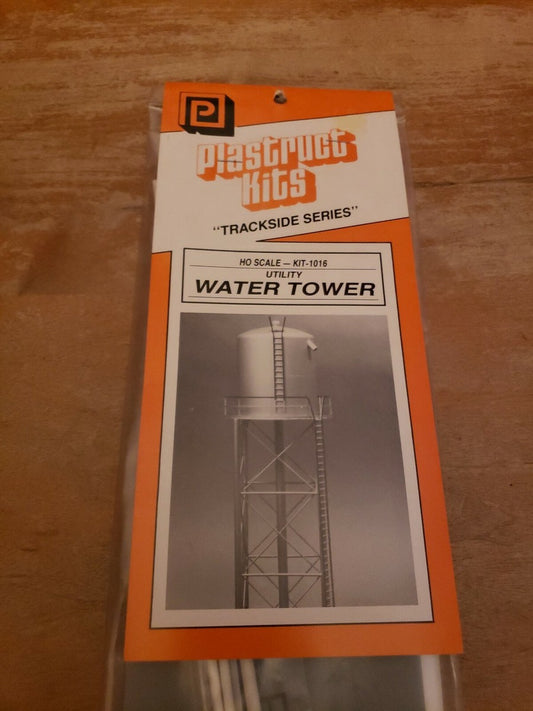 P
Plastruct
Kits
"TRACKSIDE SERIES"
HO SCALE — KIT-1016
UTILITY
WATER TOWER